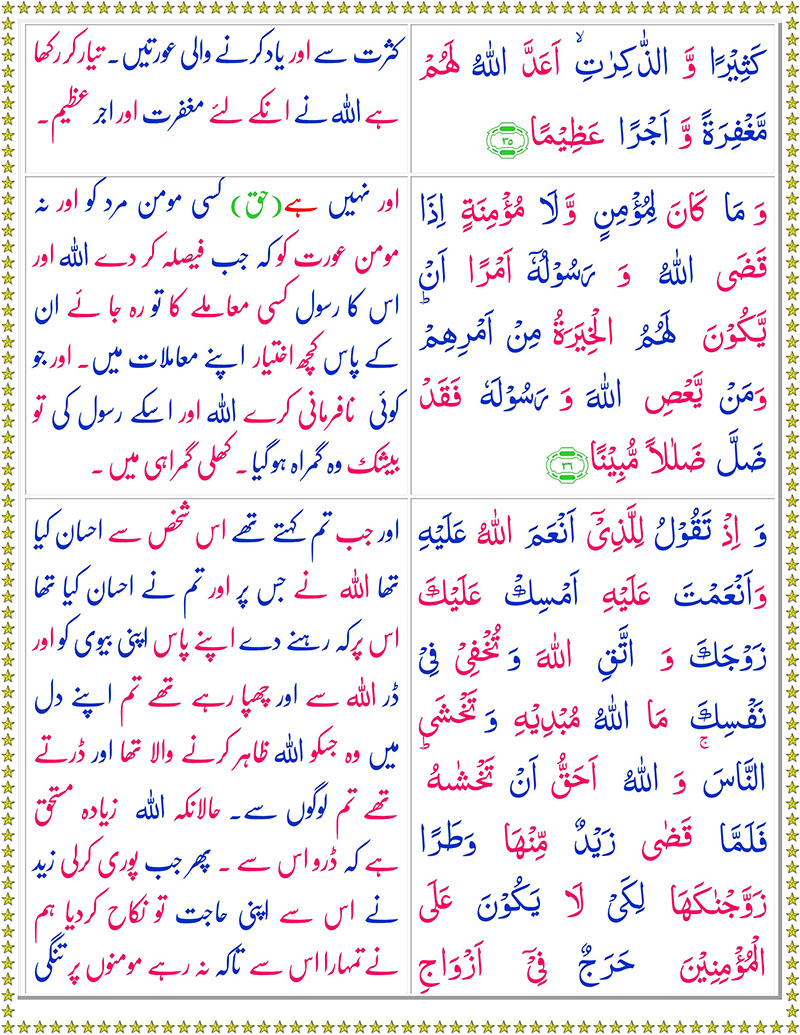 كَثِيْرًا وَّ الذّٰكِرٰتِ ۙ اَعَدَّ اللّٰهُ لَهُمْ
مَّغْفِرَةً وَّ اَجْرًا عَظِيْمًا ﴿۳۵﴾
کثرت سے اور یاد کرنے والی عورتیں۔ تیار کر رکھا
ہے اللہ نے انکے لئے مغفرت اور اجر عظیم۔
وَ مَا كَانَ لِمُؤْمِنٍ وَّلَا مُؤْمِنَةٍ اِذَا
قَضَى اللّٰهُ وَ رَسُوْلُهٗۤ اَمْرًا اَنْ
يَّكُوْنَ لَهُمُ الْخِيَرَةُ مِنْ اَمْرِهِمْ ؕ
وَمَنْ يَّعْصِ اللّٰهَ وَ رَسُوْلَهٗ فَقَدْ
ضَلَّ ضَلٰلاً مُّبِيْنًا ﴿۳۶﴾
اور نہیں ہے (حق) کسی مومن مرد کو اور نہ
مومن عورت کو کہ جب فیصلہ کر دے اللہ اور
اس کا رسول کسی معاملے کا تو رہ جا ئے ان
کے پاس کچھ اختیار اپنے معاملات میں۔ اور جو
کوئی نافرمانی کرے اللہ اور اسکے رسول کی تو
بیشک وہ گمراہ ہوگیا۔ کھلی گمراہی میں۔
وَ اِذْ تَقُوْلُ لِلَّذِيْۤ اَنْعَمَ اللّٰهُ عَلَيْهِ
وَاَنْعَمْتَ عَلَيْهِ اَمْسِكْ عَلَيْكَ
زَوْجَكَ وَ اتَّقِ اللّٰهَ وَ تُخْفِيْ فِيْ
نَفْسِكَ مَا اللّٰهُ مُبْدِيْهِ وَ تَخْشَى
النَّاسَ ۚ وَ اللّٰهُ اَحَقُّ اَنْ تَخْشٰىهُ ؕ
فَلَمَّا قَضٰى زَيْدٌ مِّنْهَا وَطَرًا
زَوَّجْنٰكَهَا لِكَيْ لَا يَكُوْنَ عَلَى
الْمُؤْمِنِيْنَ حَرَجٌ فِيْۤ اَزْوَاجِ
اور جب تم کہتے تھے اس شخص سے احسان کیا
تھا اللہ نے جس پر اور تم نے احسان کیا تھا
اس پر کہ رہنے دے اپنے پاس اپنی بیوی کو اور
ڈر اللہ سے اور چھپا رہے تھے تم اپنے دل
میں وہ جسکو اللہ ظاہر کرنے والا تھا اور ڈرتے
تھے تم لوگوں سے۔ حالانکہ اللہ زیادہ مستحق
ہے کہ ڈرو اس سے۔ پھر جب پوری کرلی زید
نے اس سے اپنی حاجت تو نکاح کردیا ہم
نے تمہارا اس سے تاکہ نہ رہے مومنوں پر تنگی